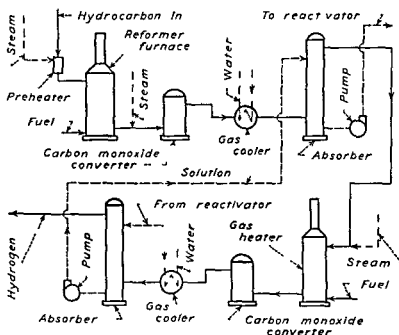 Hydrocarbon In
Steam
Reformer
furnace
Preheater
Fuel
Steam
Carbon monoxide
converter
Water
Gas
cooler
To reactivator
Pump
Absorber
Solution
From reactivator
Hydrogen
Pump
Absorber
Water
Gas
cooler
Gas
heater
Steam
Fuel
Carbon monoxide
converter